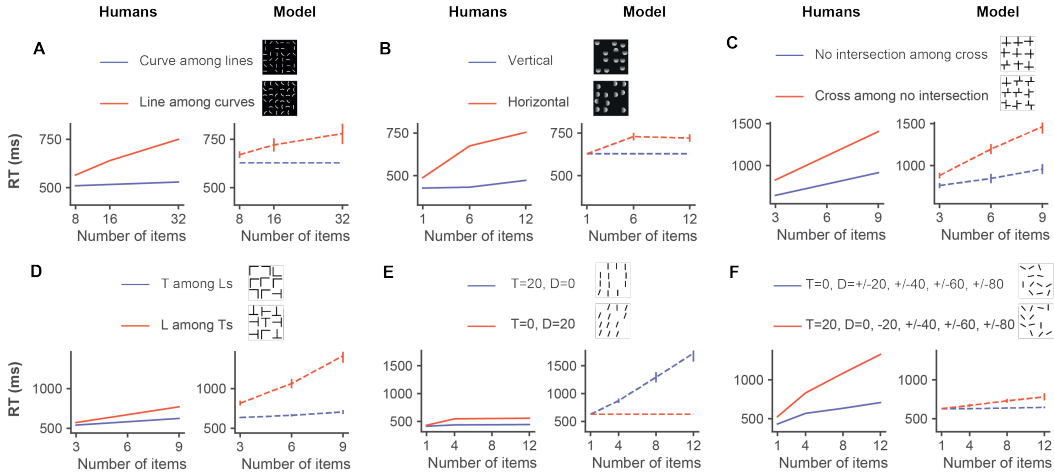 Humans Model Humans Model Humans Model
A
Curve among lines
Line among curves
RT (ms)
750
500
8 16 32
Number of items
750
500
8 16 32
Number of items
B
Vertical
Horizontal
750
500
250
1 6 12
Number of items
750
500
250
1 6 12
Number of items
C
No intersection among cross
Cross among no intersection
1500
1000
3 6 9
Number of items
1500
1000
3 6 9
Number of items
D
T among Ls
L among Ts
RT (ms)
1000
500
3 6 9
Number of items
1000
500
3 6 9
Number of items
E
T=20, D=0
T=0, D=20
1500
1000
500
1 4 8 12
Number of items
1500
1000
500
1 4 8 12
Number of items
F
T=0, D=+/-20, +/-40, +/-60, +/-80
T=20, D=0, -20, +/-40, +/-60, +/-80
1000
500
1 4 8 12
Number of items
1000
500
1 4 8 12
Number of items